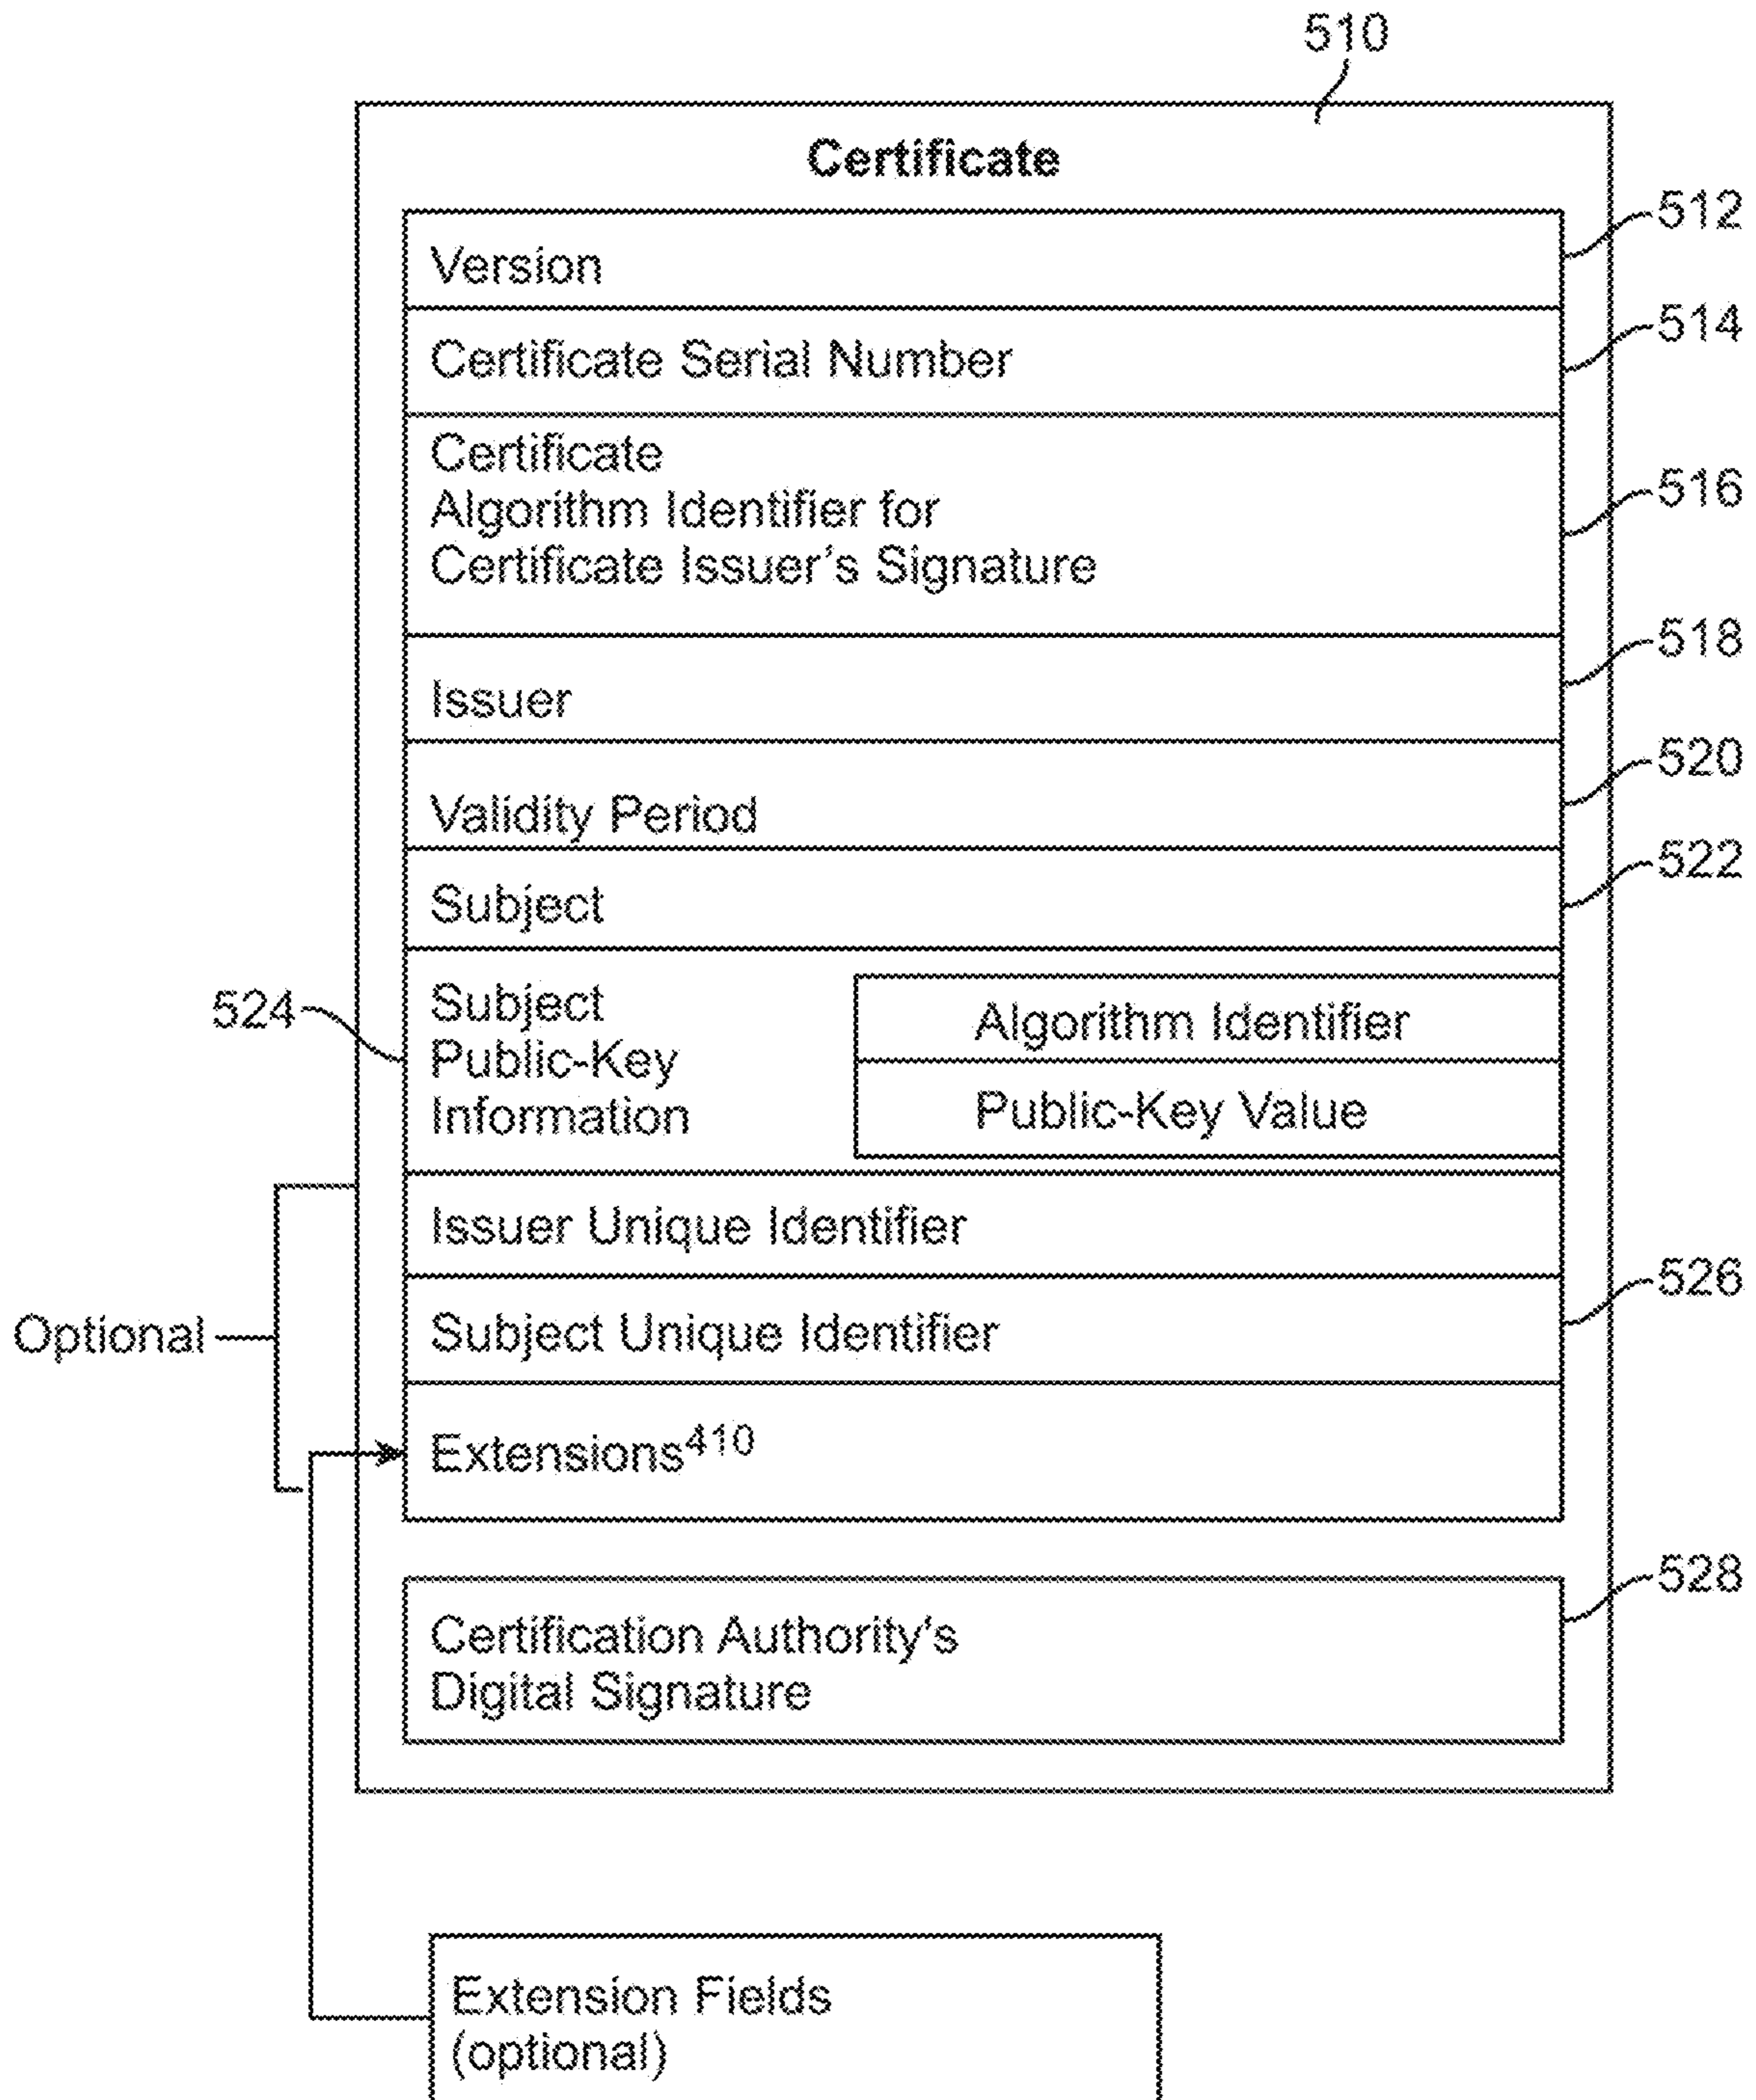 510
Certificate
512
Version
514
Certificate Serial Number
Certificate
516
Algorithm Identifier for
Certificate Issuer's Signature
518
Issuer
520
Validity Period
522
Subject
524
Subject
Public-Key
Information
Algorithm Identifier
Public-Key Value
Issuer Unique Identifier
526
Optional
Subject Unique Identifier
Extensions410
528
Certification Authority's
Digital Signature
Extension Fields
(optional)